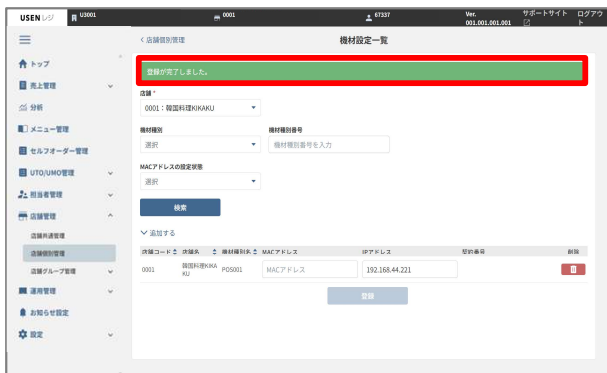 USENレジ U3001 0001 67337 Ver. 001.001.001.001 サポートサイト ログアウト
店舗個別管理 機材設定一覧
トップ
登録が完了しました。
売上管理
店舗 *
分析
0001：韓国料理KIKAKU
メニュー管理
機材種別 機材種別番号
セルフオーダー管理
選択 機材種別番号を入力
UTO/UMO管理
MACアドレスの設定状態
担当者管理
選択
店舗管理
検索
店舗共通管理
追加する
店舗個別管理
店舗コード 店舗名 機材種別名 MACアドレス IPアドレス 契約番号 削除
店舗グループ管理
0001 韓国料理KIKAKU POS001 MACアドレス 192.168.44.221
運用管理
登録
お知らせ設定
設定